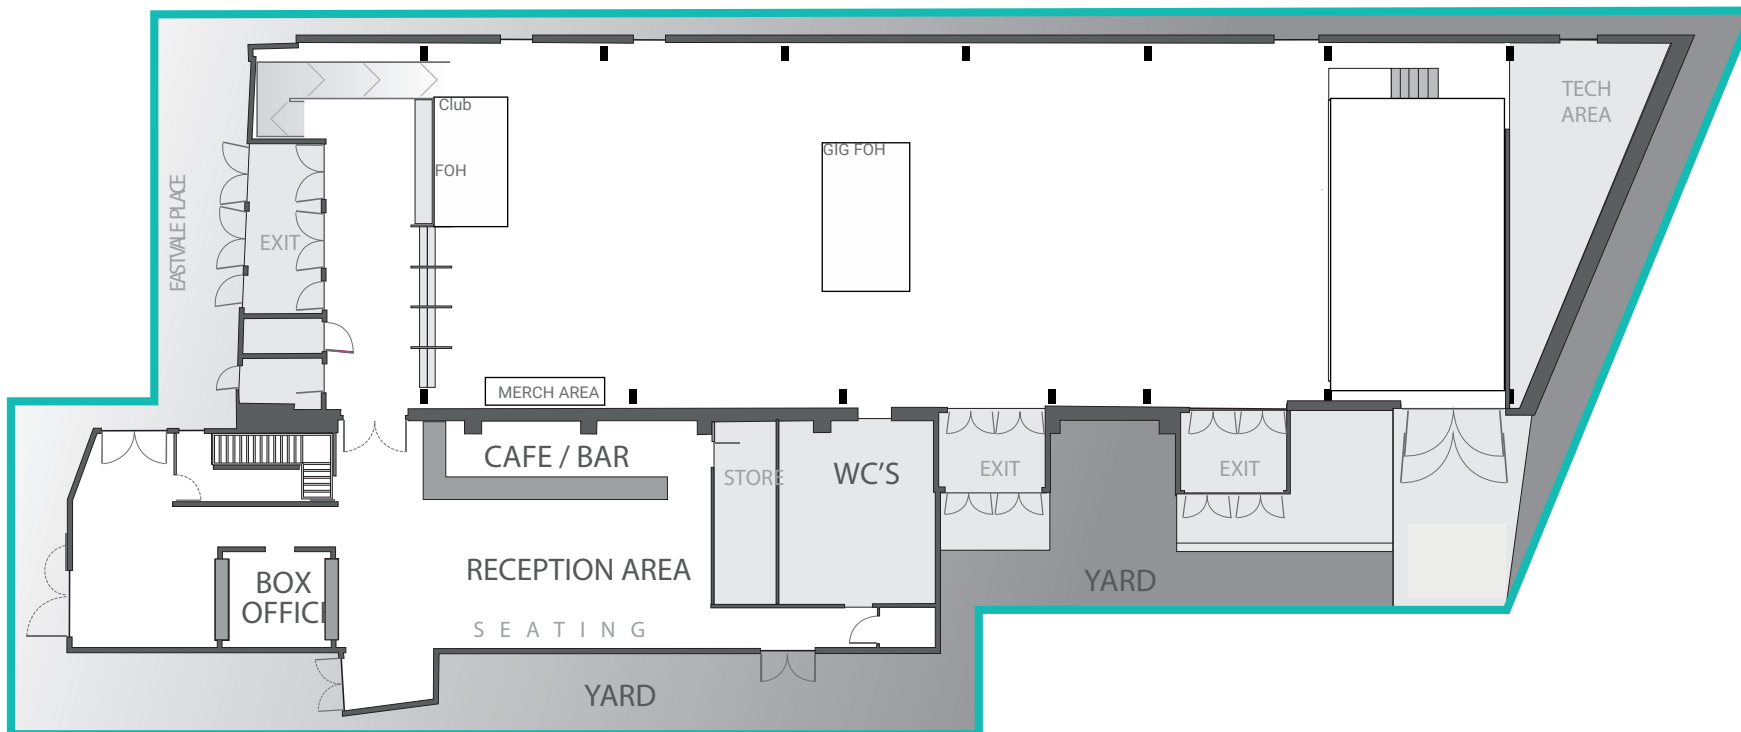 TECH
AREA
Club
FOH
GIG FOH
EASTVALE PLACE
EXIT
MERCH AREA
CAFE / BAR
STORE
WC'S
EXIT
EXIT
RECEPTION AREA
BOX
OFFICE
SEATING
YARD
YARD